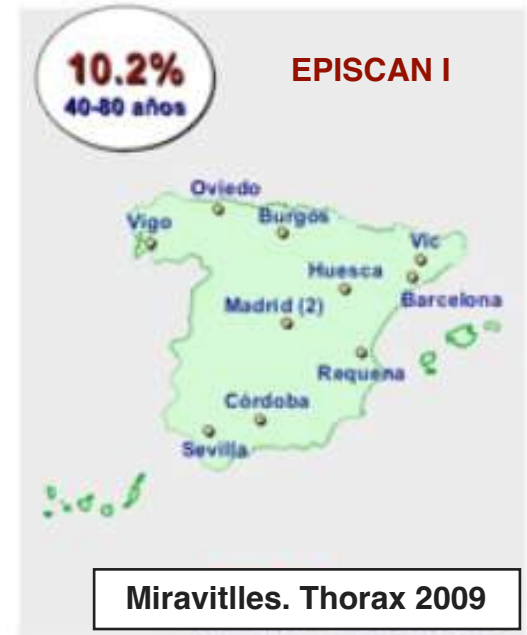 10.2%
40-80 años
EPISCAN I
Oviedo
Vigo
Burgos
Vic
Huesca
Barcelona
Madrid (2)
Requena
Córdoba
Sevilla
Miravitlles. Thorax 2009